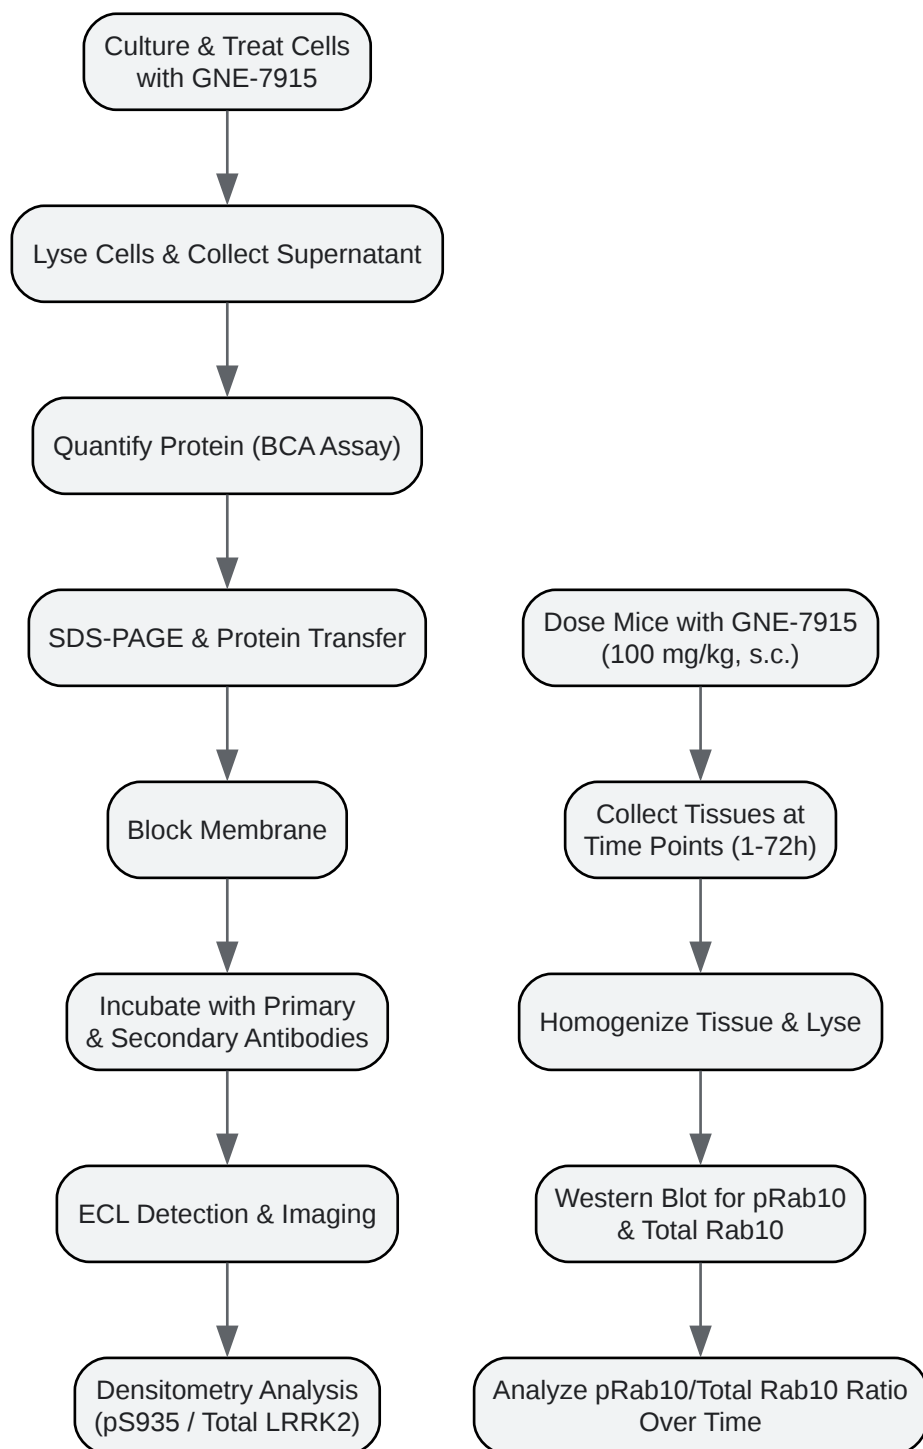 Culture & Treat Cells
with GNE-7915
Lyse Cells & Collect Supernatant
Quantify Protein (BCA Assay)
SDS-PAGE & Protein Transfer
Block Membrane
Incubate with Primary
& Secondary Antibodies
ECL Detection & Imaging
Densitometry Analysis
(pS935 / Total LRRK2)
Dose Mice with GNE-7915
(100 mg/kg, s.c.)
Collect Tissues at
Time Points (1-72h)
Homogenize Tissue & Lyse
Western Blot for pRab10
& Total Rab10
Analyze pRab10/Total Rab10 Ratio
Over Time